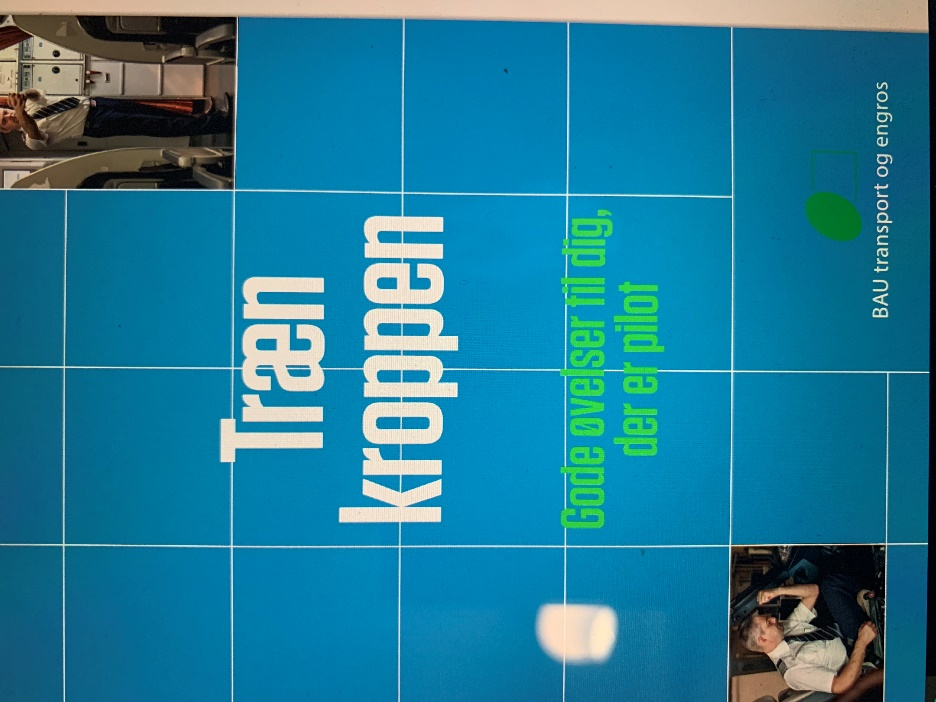 Træn
kroppen
Gode øvelser til dig,
der er pilot
BAU transport og engros